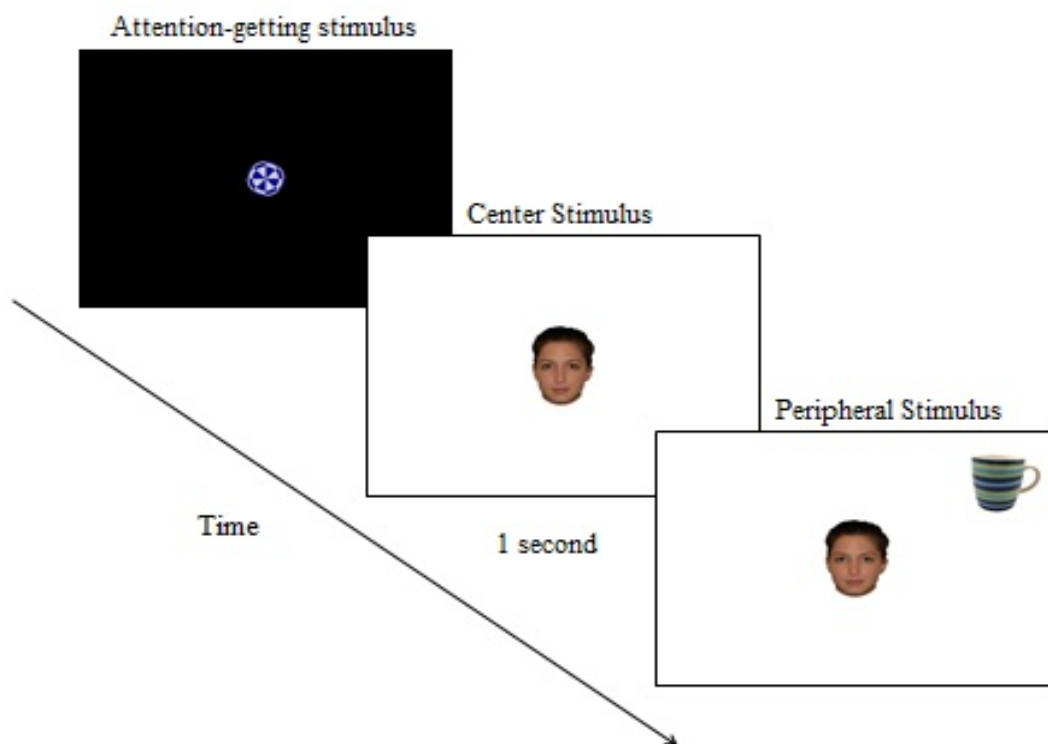 Attention-getting stimulus
Center Stimulus
Peripheral Stimulus
Time
1 second